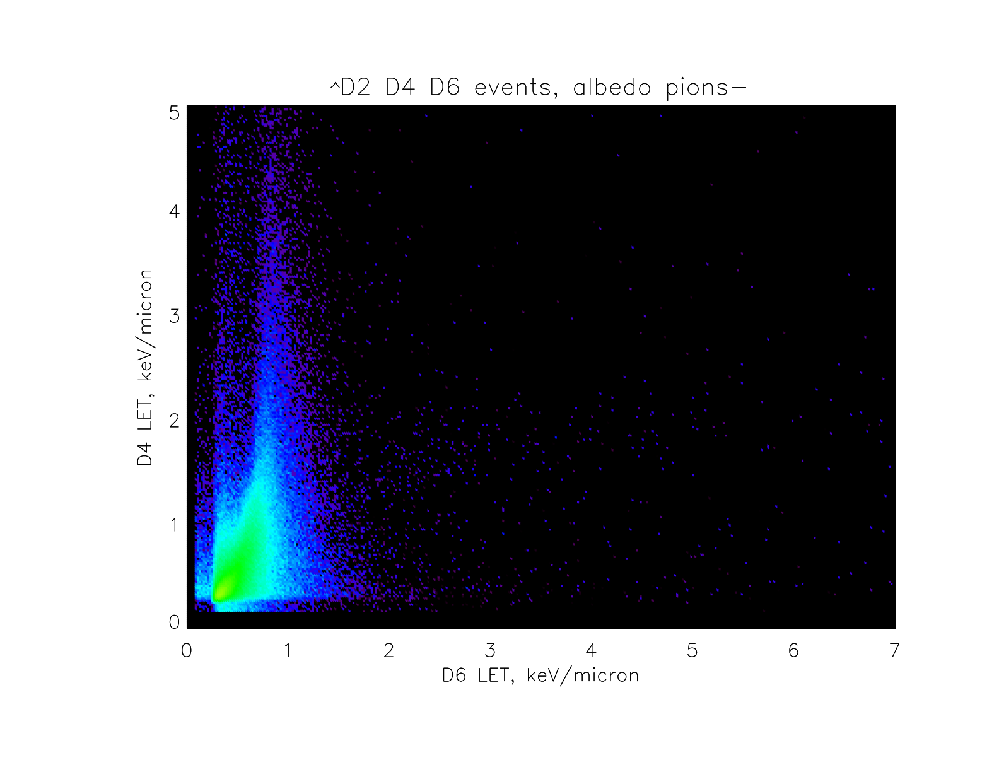 ^D2 D4 D6 events, albedo pions−
5
4
3
2
1
0
D4 LET, keV/micron
0 1 2 3 4 5 6 7
D6 LET, keV/micron